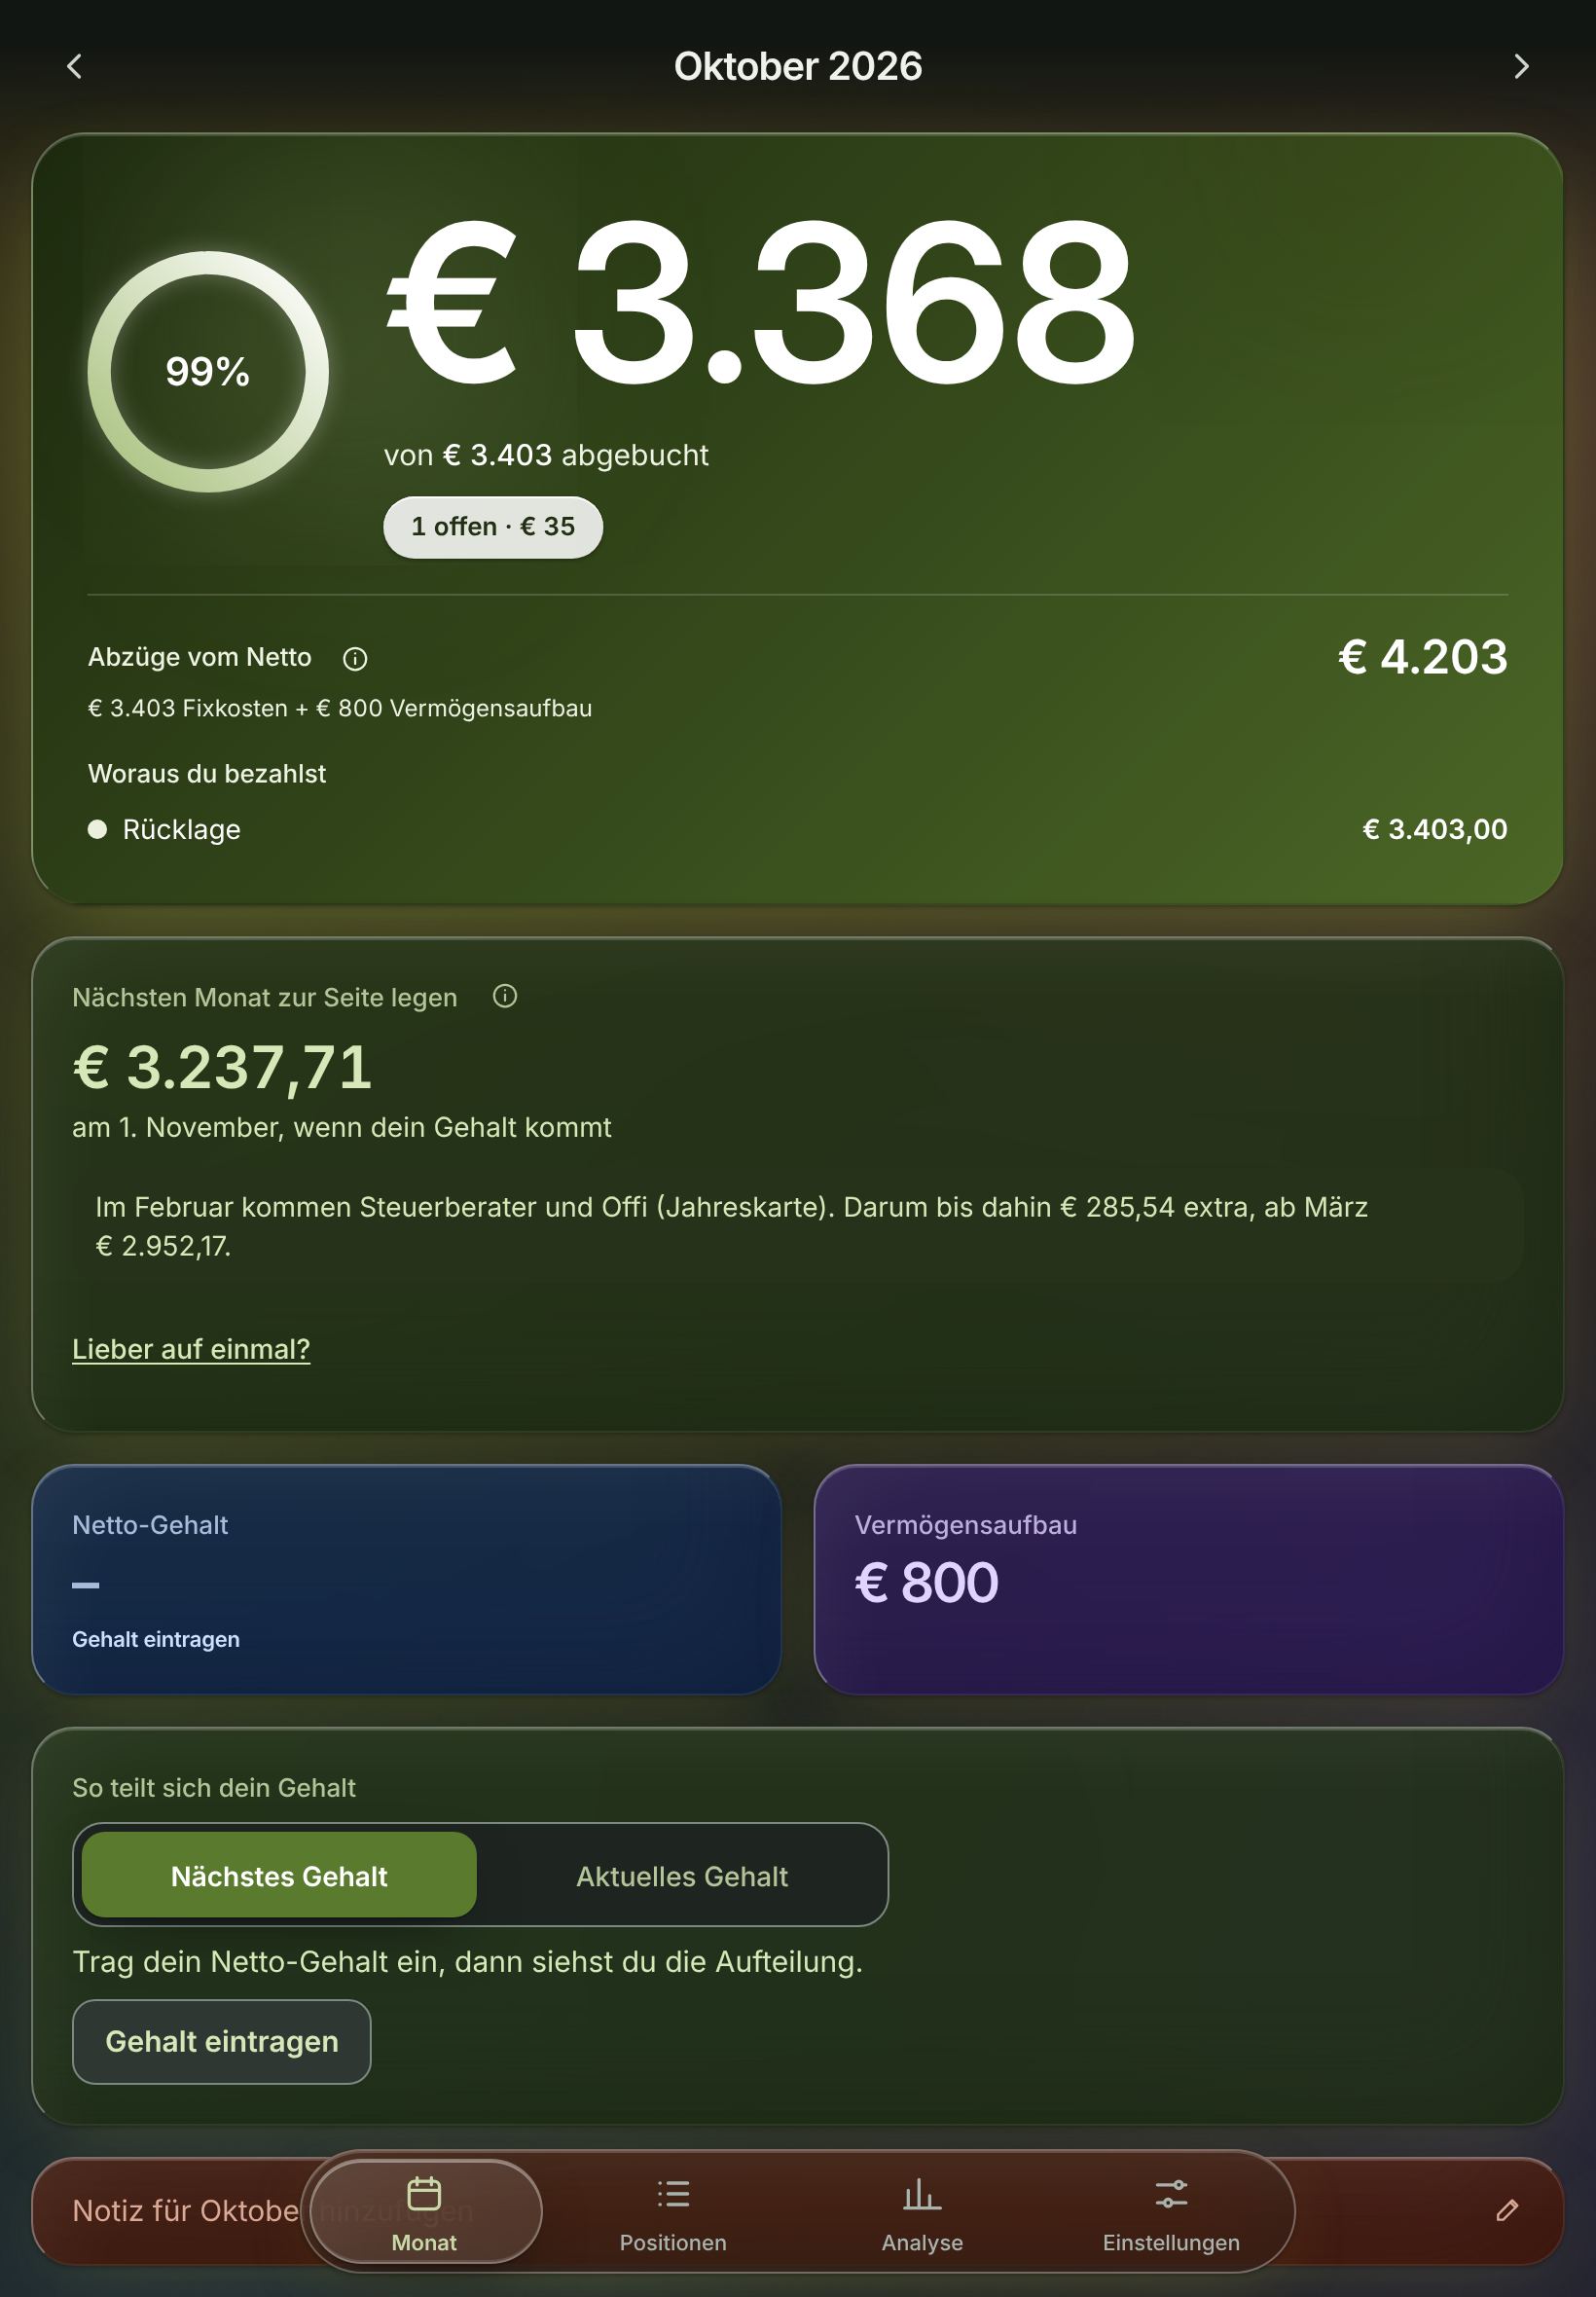 Oktober 2026
99%
€ 3.368
von € 3.403 abgebucht
1 offen · € 35
Abzüge vom Netto
€ 4.203
€ 3.403 Fixkosten + € 800 Vermögensaufbau
Woraus du bezahlst
Rücklage
€ 3.403,00
Nächsten Monat zur Seite legen
€ 3.237,71
am 1. November, wenn dein Gehalt kommt
Im Februar kommen Steuerberater und Offi (Jahreskarte). Darum bis dahin € 285,54 extra, ab März
€ 2.952,17.
Lieber auf einmal?
Netto-Gehalt
–
Gehalt eintragen
Vermögensaufbau
€ 800
So teilt sich dein Gehalt
Nächstes Gehalt
Aktuelles Gehalt
Trag dein Netto-Gehalt ein, dann siehst du die Aufteilung.
Gehalt eintragen
Notiz für Oktober hinzufügen
Monat
Positionen
Analyse
Einstellungen